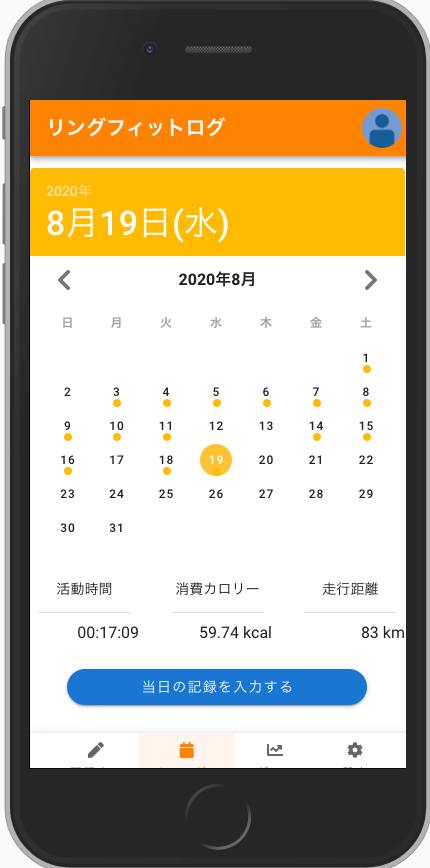 リングフィットログ
2020年
8月19日(水)
2020年8月
日 月 火 水 木 金 土
1
2 3 4 5 6 7 8
9 10 11 12 13 14 15
16 17 18 19 20 21 22
23 24 25 26 27 28 29
30 31
活動時間 消費カロリー 走行距離
00:17:09 59.74 kcal 83 km
当日の記録を入力する